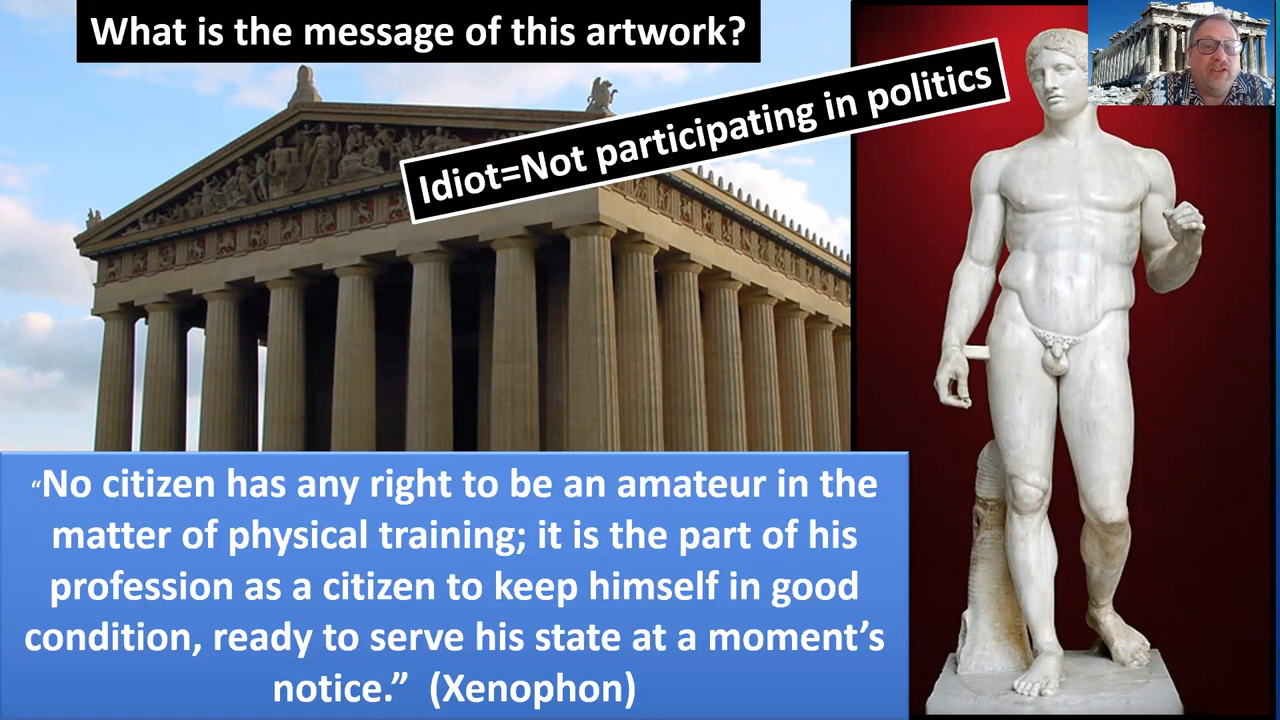 What is the message of this artwork?
Idiot=Not participating in politics
“No citizen has any right to be an amateur in the
matter of physical training; it is the part of his
profession as a citizen to keep himself in good
condition, ready to serve his state at a moment’s
notice.” (Xenophon)